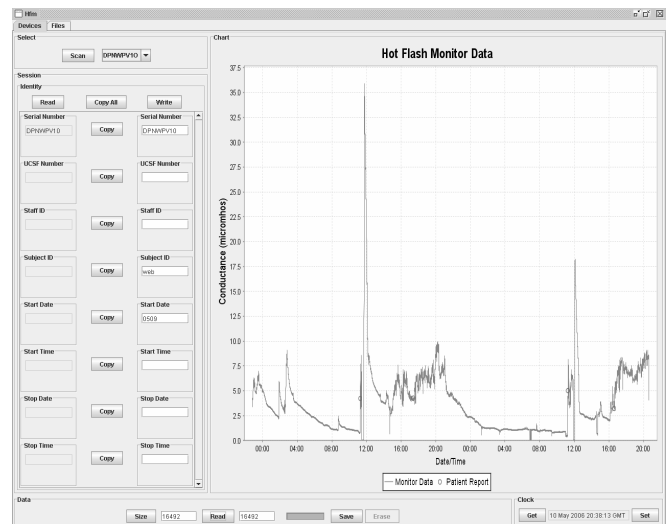 Hfm
Devices Files
Select
Scan DPNWPV10
Session
Identity
Read Copy All Write
Serial Number Serial Number
DPNWPV10 Copy DPNWPV10
UCSF Number UCSF Number
Copy
Staff ID Staff ID
Copy
Subject ID Subject ID
Copy web
Start Date Start Date
Copy 0509
Start Time Start Time
Copy
Stop Date Stop Date
Copy
Stop Time Stop Time
Copy
Chart
Hot Flash Monitor Data
Conductance (micromhos)
37.5
35.0
32.5
30.0
27.5
25.0
22.5
20.0
17.5
15.0
12.5
10.0
7.5
5.0
2.5
0.0
00:00 04:00 08:00 12:00 16:00 20:00 00:00 04:00 08:00 12:00 16:00 20:00
Date/Time
Monitor Data Patient Report
Data
Size 16492 Read 16492 Save Erase
Clock
Get 10 May 2006 20:38:13 GMT Set